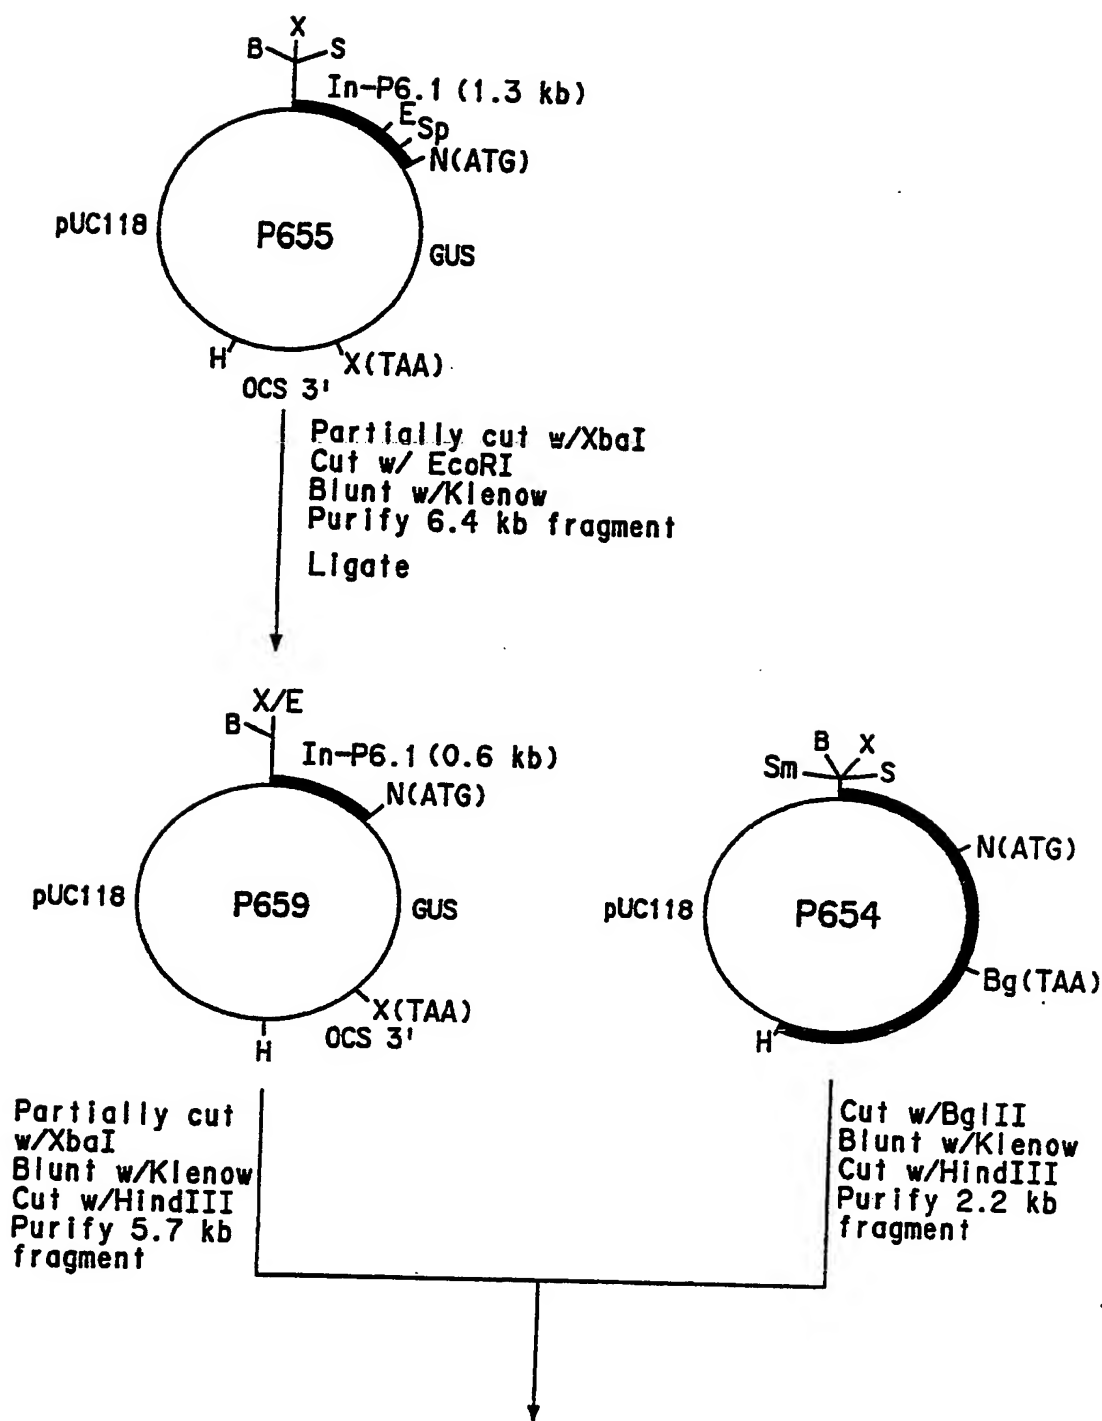 X
B
S
In-P6.1 (1.3 kb)
E
Sp
N(ATG)
pUC118
P655
GUS
H
X(TAA)
OCS 3'
Partially cut w/XbaI
Cut w/ EcoRI
Blunt w/Klenow
Purify 6.4 kb fragment
Ligate
X/E
B
In-P6.1 (0.6 kb)
N(ATG)
pUC118
P659
GUS
X(TAA)
OCS 3'
H
B
X
Sm
S
N(ATG)
pUC118
P654
Bg(TAA)
H
Partially cut
w/XbaI
Blunt w/Klenow
Cut w/HindIII
Purify 5.7 kb
fragment
Cut w/BglII
Blunt w/Klenow
Cut w/HindIII
Purify 2.2 kb
fragment